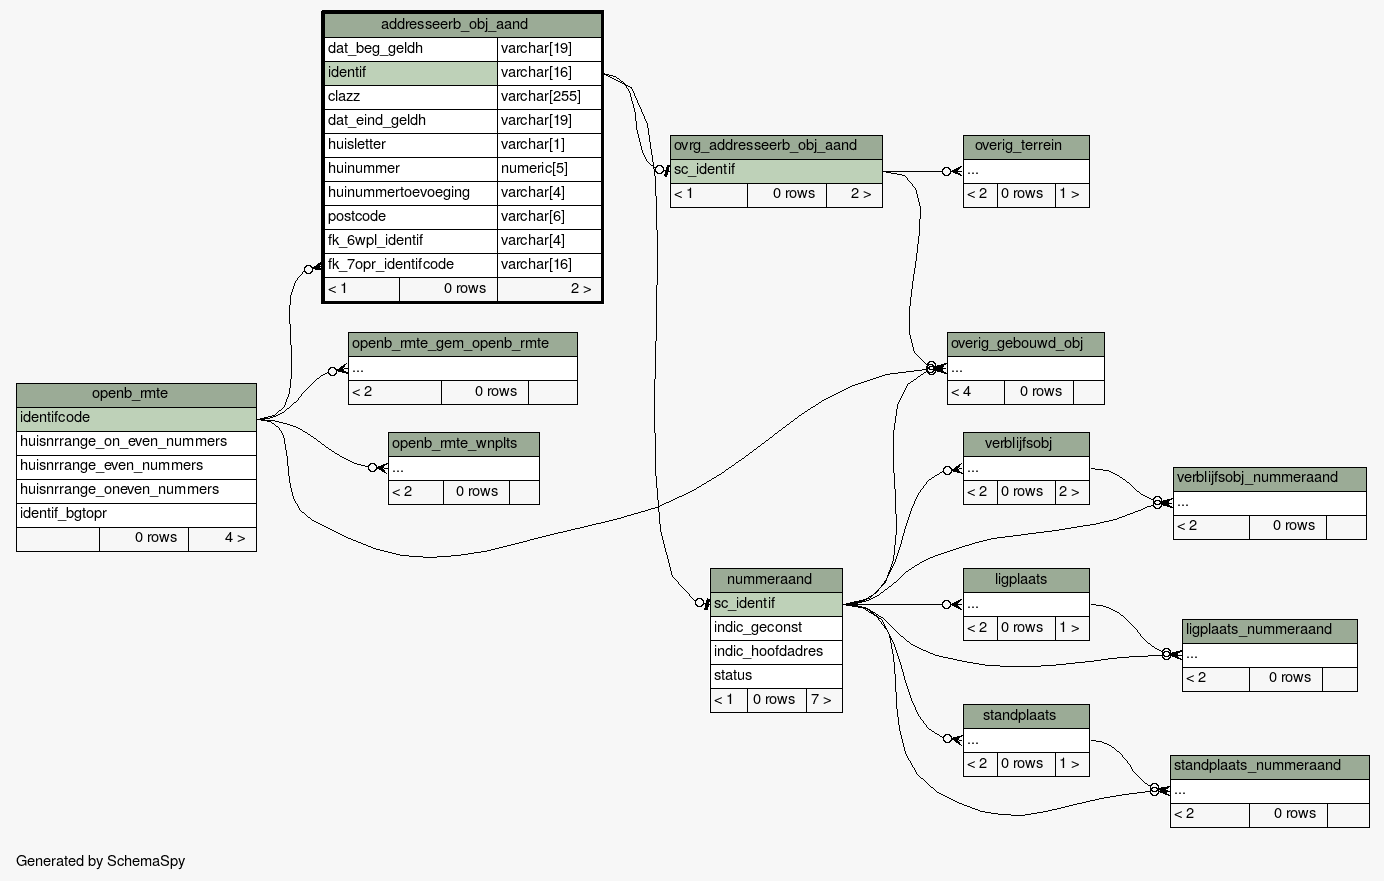 addresseerb_obj_aand
dat_beg_geldh varchar[19]
identif varchar[16]
clazz varchar[255]
dat_eind_geldh varchar[19]
huisletter varchar[1]
huinummer numeric[5]
huinummertoevoeging varchar[4]
postcode varchar[6]
fk_6wpl_identif varchar[4]
fk_7opr_identifcode varchar[16]
< 1 0 rows 2 >
ovrg_addresseerb_obj_aand
sc_identif
< 1 0 rows 2 >
overig_terrein
...
< 2 0 rows 1 >
openb_rmte_gem_openb_rmte
...
< 2 0 rows
overig_gebouwd_obj
...
< 4 0 rows
openb_rmte
identifcode
huisnrrange_on_even_nummers
huisnrrange_even_nummers
huisnrrange_oneven_nummers
identif_bgtopr
0 rows 4 >
openb_rmte_wnplts
...
< 2 0 rows
verblijfsobj
...
< 2 0 rows 2 >
verblijfsobj_nummeraand
...
< 2 0 rows
nummeraand
sc_identif
indic_geconst
indic_hoofdadres
status
< 1 0 rows 7 >
ligplaats
...
< 2 0 rows 1 >
ligplaats_nummeraand
...
< 2 0 rows
standplaats
...
< 2 0 rows 1 >
standplaats_nummeraand
...
< 2 0 rows
Generated by SchemaSpy